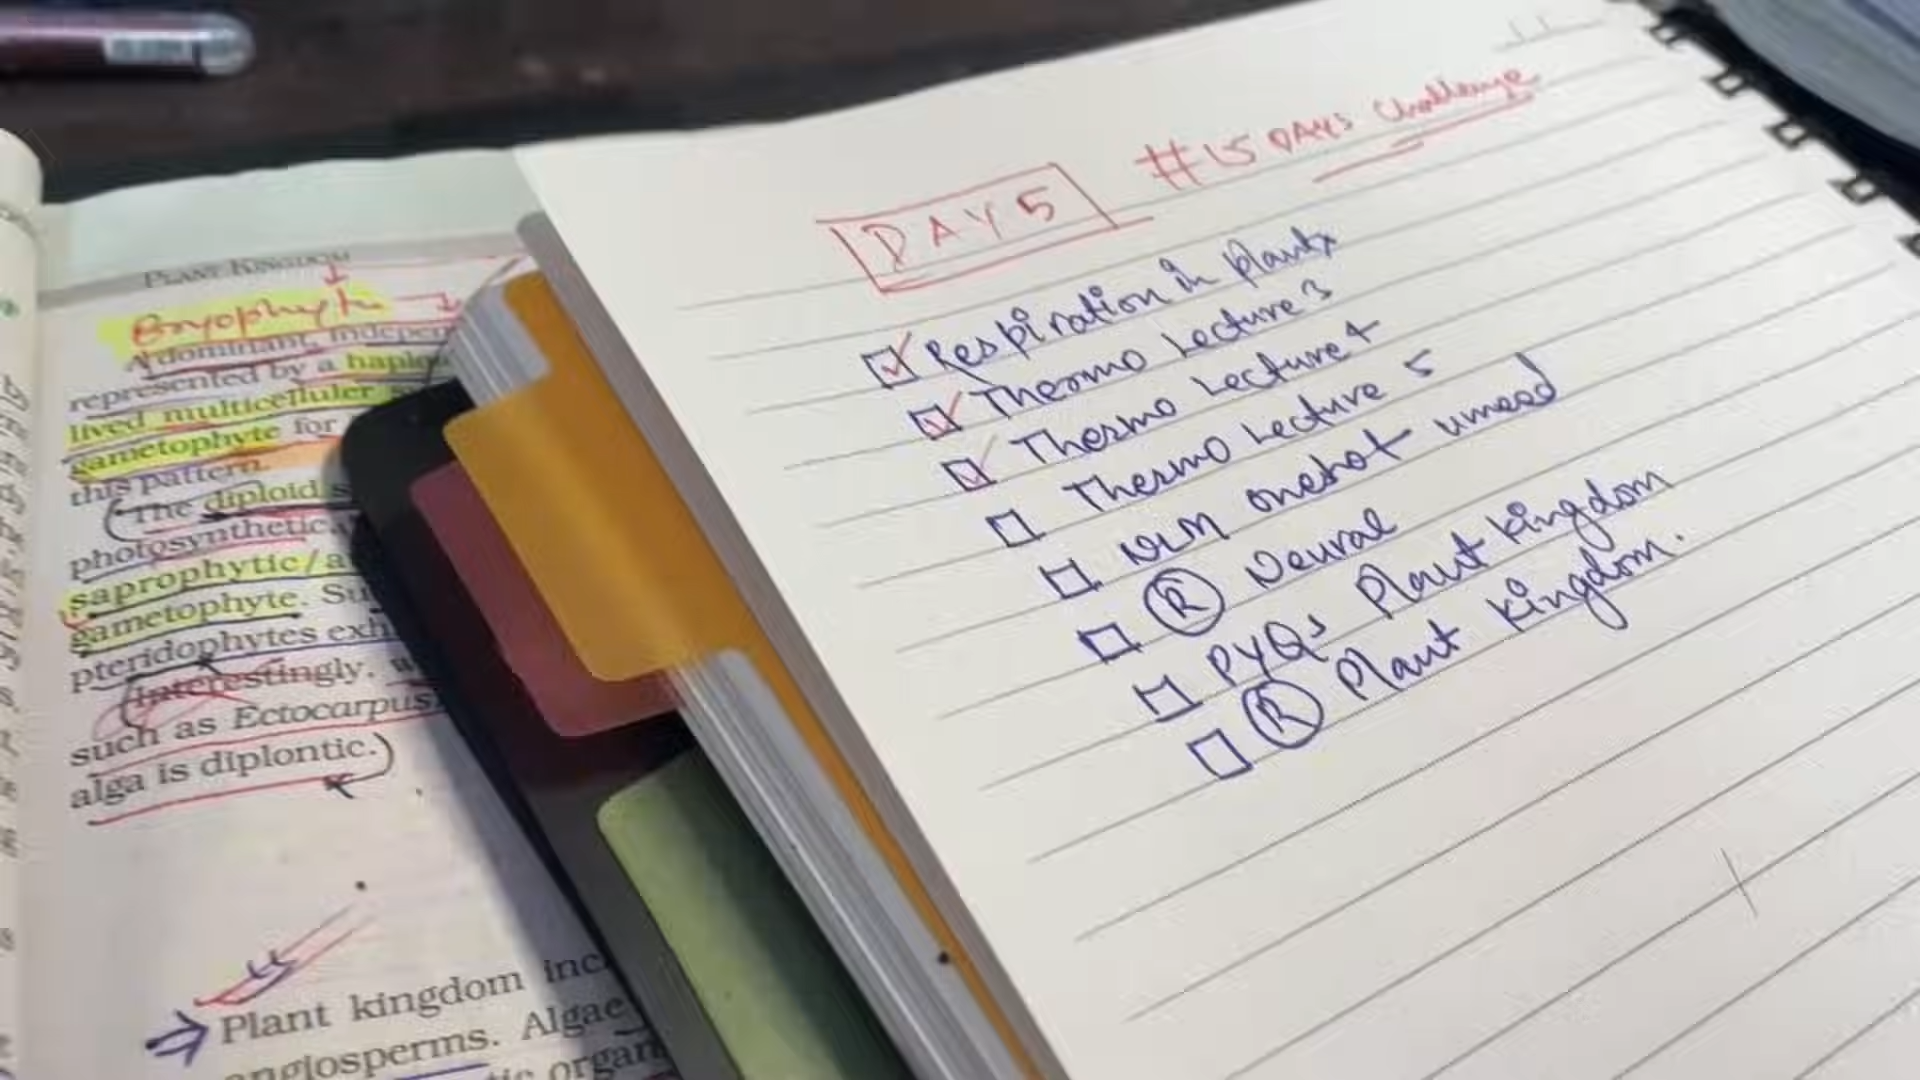 PLANT KINGDOM
Bryophyte
A dominant, indepen
represented by a haplo
lived multicelluler s
gametophyte for
this pattern.
(The diploid s
photosynthetic,
saprophytic/a
gametophyte. Su
pteridophytes exh
(Interestingly, w
such as Ectocarpus,
alga is diplontic.)
Plant kingdom inc
angiosperms. Algae
tic organ
DAY 5
#15 DAYS Challenge
Respiration in plants
Thermo Lecture 3
Thermo Lecture 4
Thermo Lecture 5
NLM oneshot umeed
R Neural
PYQs Plant kingdom
R Plant kingdom.